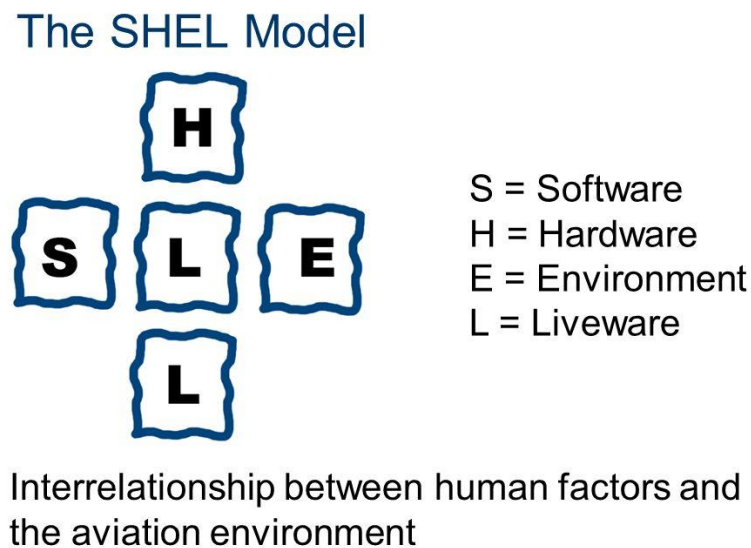 The SHEL Model
H
S L E
L
S = Software
H = Hardware
E = Environment
L = Liveware
Interrelationship between human factors and
the aviation environment